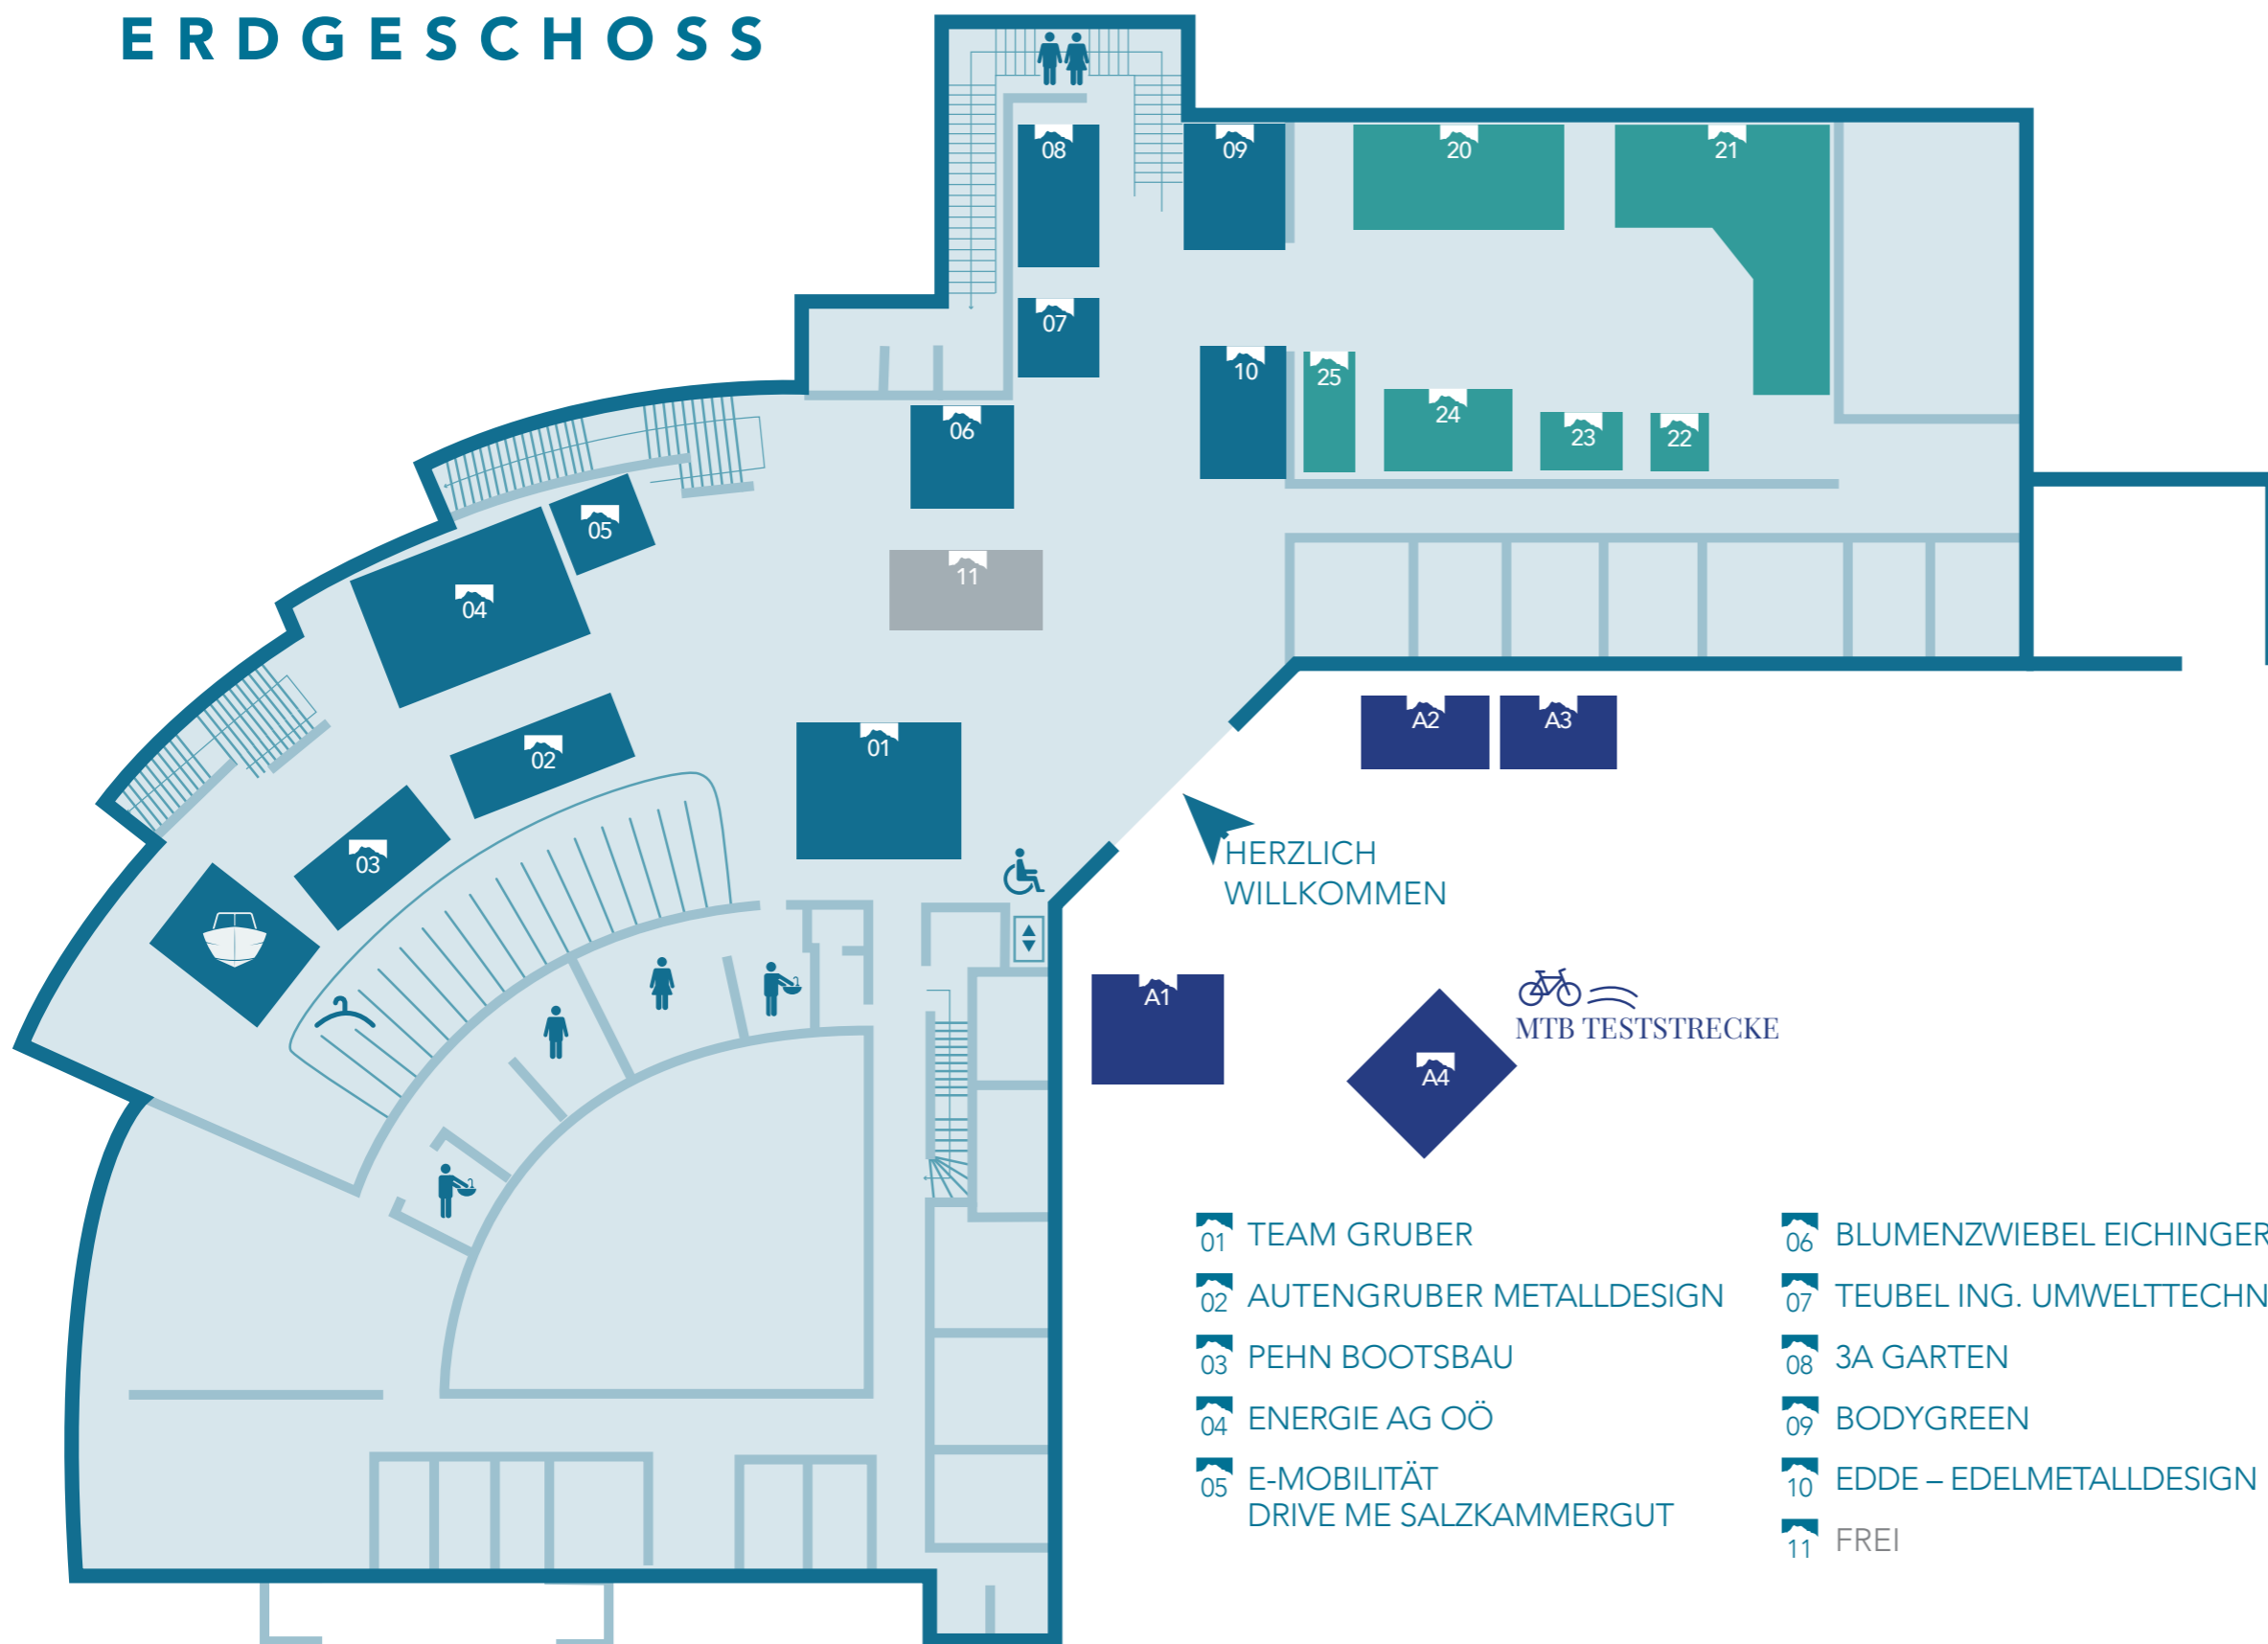 ERDGESCHOSS
08
09
20
21
07
10
25
24
23
22
06
05
11
04
A2
A3
02
01
03
HERZLICH
WILLKOMMEN
A1
A4
MTB TESTSTRECKE
01 TEAM GRUBER
02 AUTENGRUBER METALLDESIGN
03 PEHN BOOTSBAU
04 ENERGIE AG OÖ
05 E-MOBILITÄT
DRIVE ME SALZKAMMERGUT
06 BLUMENZWIEBEL EICHINGER
07 TEUBEL ING. UMWELTTECHN
08 3A GARTEN
09 BODYGREEN
10 EDDE – EDELMETALLDESIGN
11 FREI